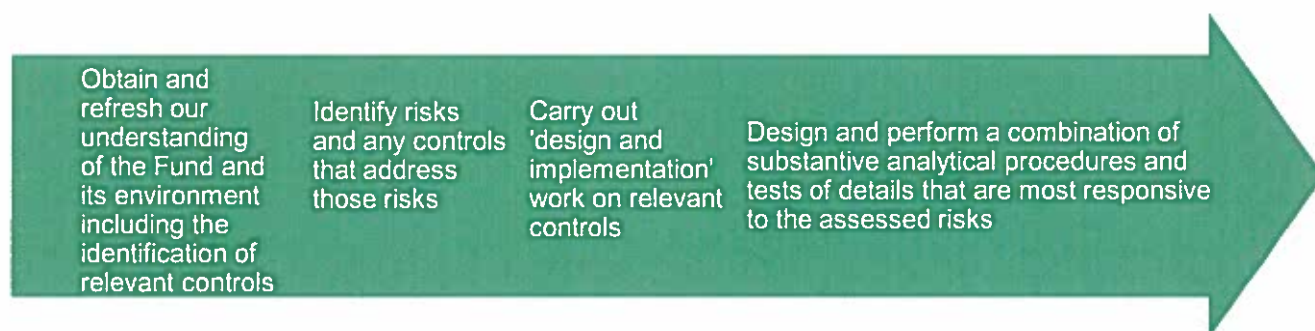 Obtain and
refresh our
understanding
of the Fund and
its environment
including the
identification of
relevant controls
Identify risks
and any controls
that address
those risks
Carry out
'design and
implementation'
work on relevant
controls
Design and perform a combination of
substantive analytical procedures and
tests of details that are most responsive
to the assessed risks